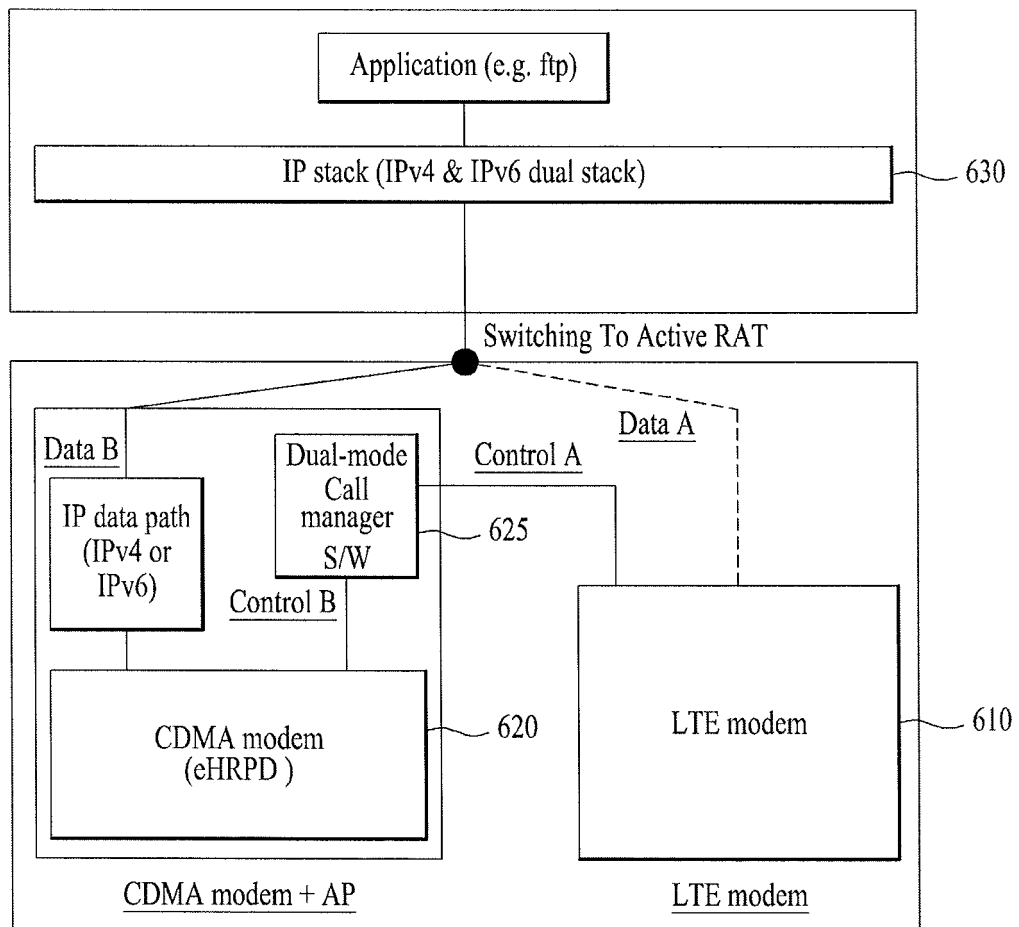 Application (e.g. ftp)
IP stack (IPv4 & IPv6 dual stack)
630
Switching To Active RAT
Data A
Data B
Dual-mode
Call
manager
S/W
Control A
625
IP data path
(IPv4 or
IPv6)
Control B
CDMA modem
(eHRPD )
620
LTE modem
610
CDMA modem + AP
LTE modem